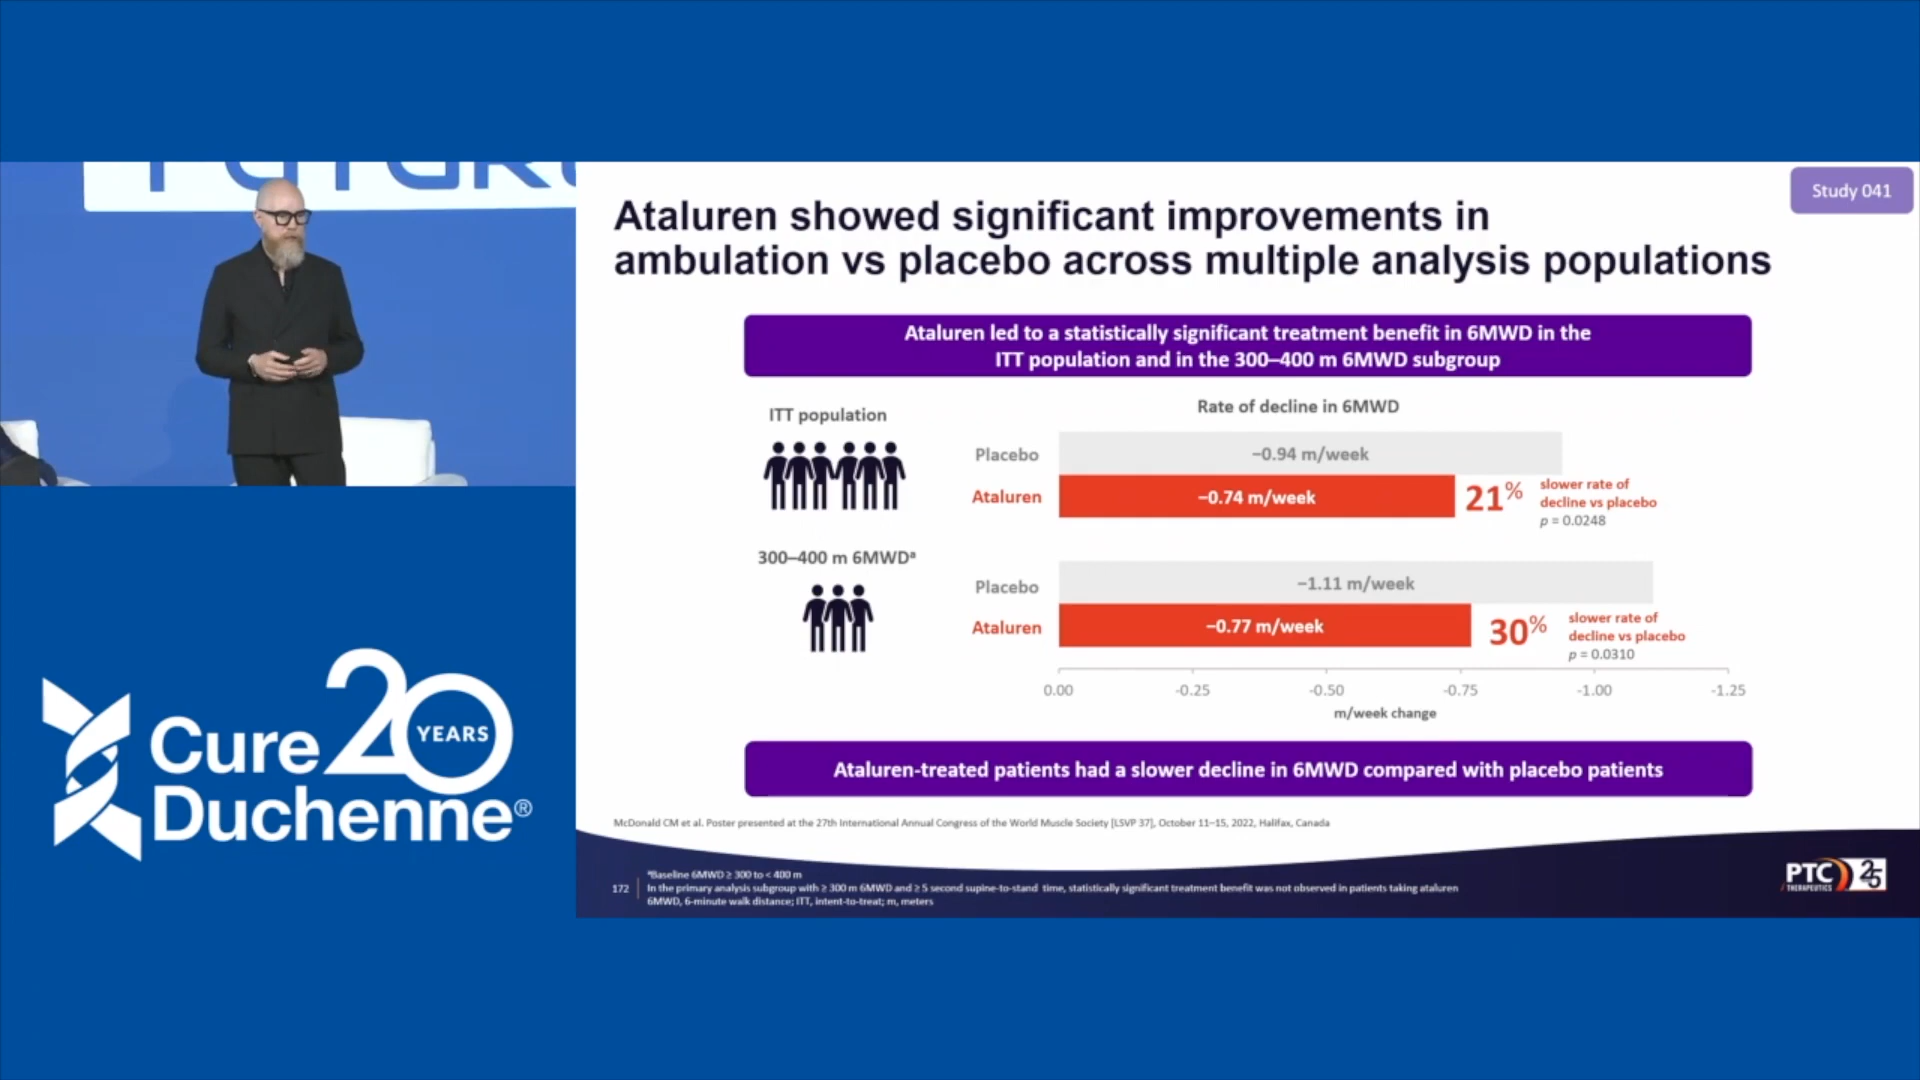 Study 041
Ataluren showed significant improvements in
ambulation vs placebo across multiple analysis populations
Ataluren led to a statistically significant treatment benefit in 6MWD in the
ITT population and in the 300–400 m 6MWD subgroup
ITT population
Rate of decline in 6MWD
Placebo
−0.94 m/week
Ataluren
−0.74 m/week
21%
slower rate of
decline vs placebo
p = 0.0248
300–400 m 6MWDᵃ
Placebo
−1.11 m/week
Ataluren
−0.77 m/week
30%
slower rate of
decline vs placebo
p = 0.0310
0.00 -0.25 -0.50 -0.75 -1.00 -1.25
m/week change
Ataluren-treated patients had a slower decline in 6MWD compared with placebo patients
McDonald CM et al. Poster presented at the 27th International Annual Congress of the World Muscle Society [LSVP 37], October 11–15, 2022, Halifax, Canada
ᵃBaseline 6MWD ≥ 300 to < 400 m
172
In the primary analysis subgroup with ≥ 300 m 6MWD and ≥ 5 second supine-to-stand time, statistically significant treatment benefit was not observed in patients taking ataluren
6MWD, 6-minute walk distance; ITT, intent-to-treat; m, meters
PTC
THERAPEUTICS
25
20
YEARS
Cure
Duchenne®